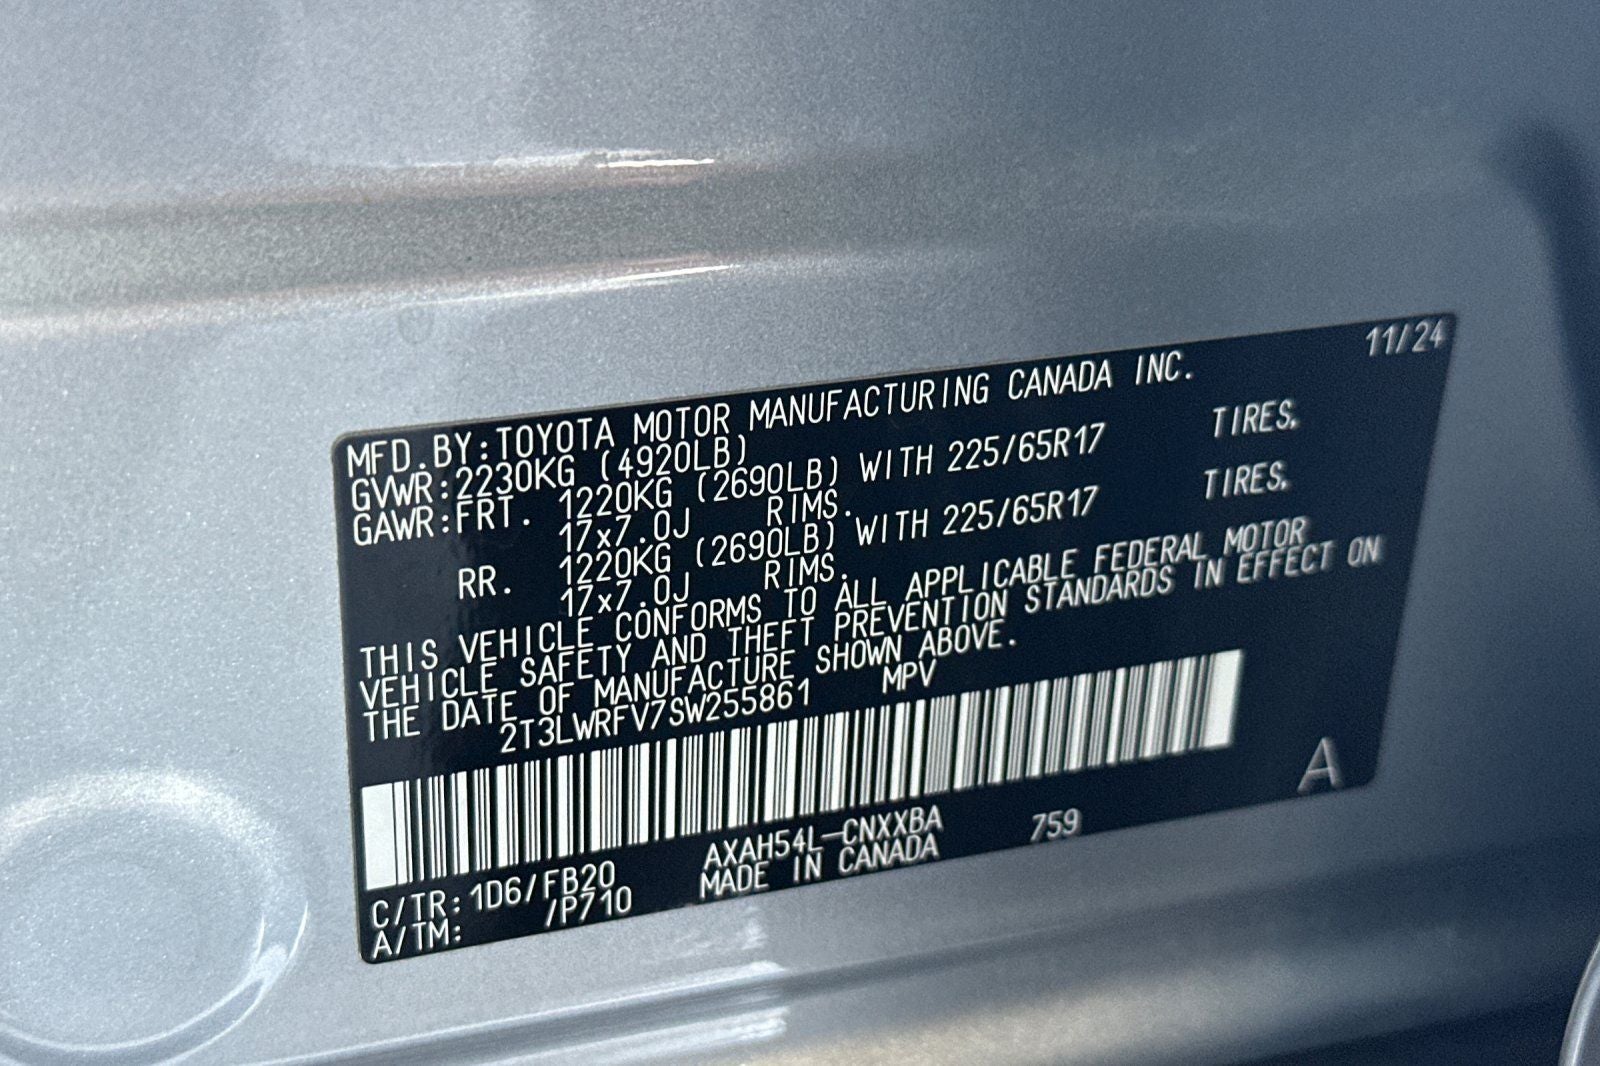 11/24
MFD.BY:TOYOTA MOTOR MANUFACTURING CANADA INC.
GVWR:2230KG (4920LB)
GAWR:FRT. 1220KG (2690LB) WITH 225/65R17 TIRES,
17x7.0J RIMS.
RR. 1220KG (2690LB) WITH 225/65R17 TIRES,
17x7.0J RIMS.
THIS VEHICLE CONFORMS TO ALL APPLICABLE FEDERAL MOTOR
VEHICLE SAFETY AND THEFT PREVENTION STANDARDS IN EFFECT ON
THE DATE OF MANUFACTURE SHOWN ABOVE.
2T3LWRFV7SW255861 MPV
A
C/TR:1D6/FB20 AXAH54L-CNXXBA 759
A/TM: /P710 MADE IN CANADA